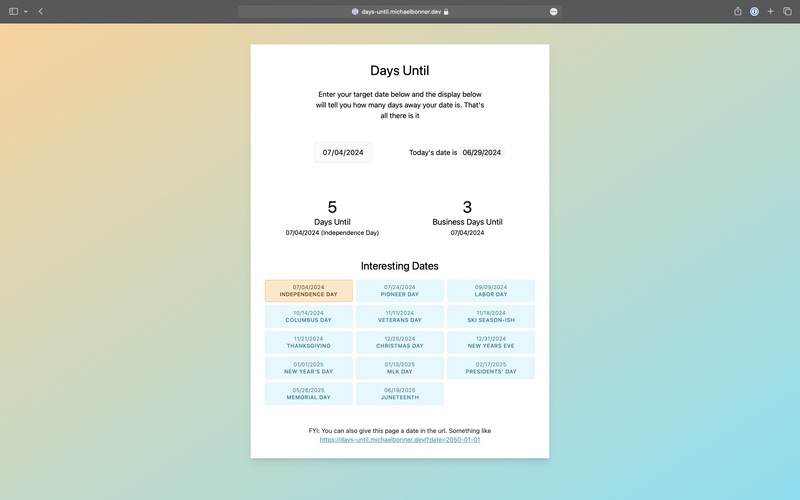 days-until.michaelbonner.dev
Days Until
Enter your target date below and the display below
will tell you how many days away your date is. That's
all there is it
07/04/2024
Today's date is 06/29/2024
5
Days Until
07/04/2024 (Independence Day)
3
Business Days Until
07/04/2024
Interesting Dates
07/04/2024
INDEPENDENCE DAY
07/24/2024
PIONEER DAY
09/09/2024
LABOR DAY
10/14/2024
COLUMBUS DAY
11/11/2024
VETERANS DAY
11/18/2024
SKI SEASON-ISH
11/21/2024
THANKSGIVING
12/25/2024
CHRISTMAS DAY
12/31/2024
NEW YEARS EVE
01/01/2025
NEW YEAR'S DAY
01/13/2025
MLK DAY
02/17/2025
PRESIDENTS' DAY
05/26/2025
MEMORIAL DAY
06/19/2025
JUNETEENTH
FYI: You can also give this page a date in the url. Something like
https://days-until.michaelbonner.dev/?date=2050-01-01